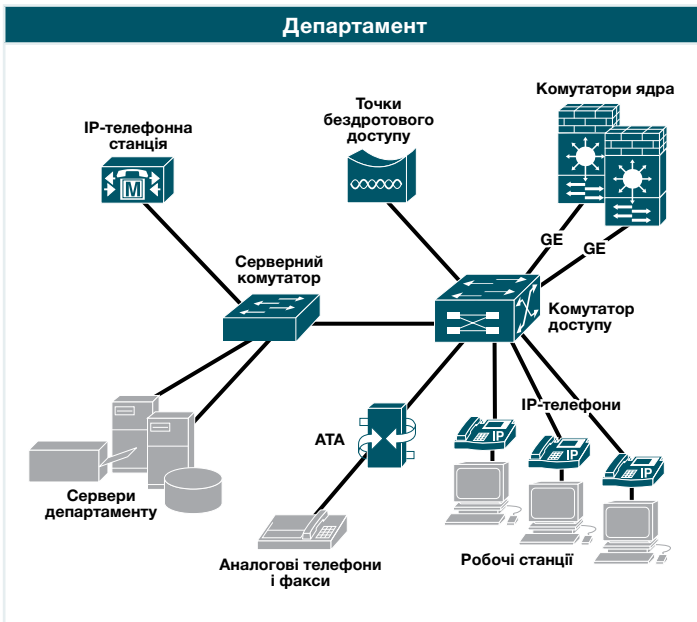 Департамент
IP-телефонна
станція
M
Точки
бездротового
доступу
Комутатори ядра
GE
GE
Серверний
комутатор
Комутатор
доступу
ATA
IP-телефони
IP
IP
IP
Сервери
департаменту
Аналогові телефони
і факси
Робочі станції